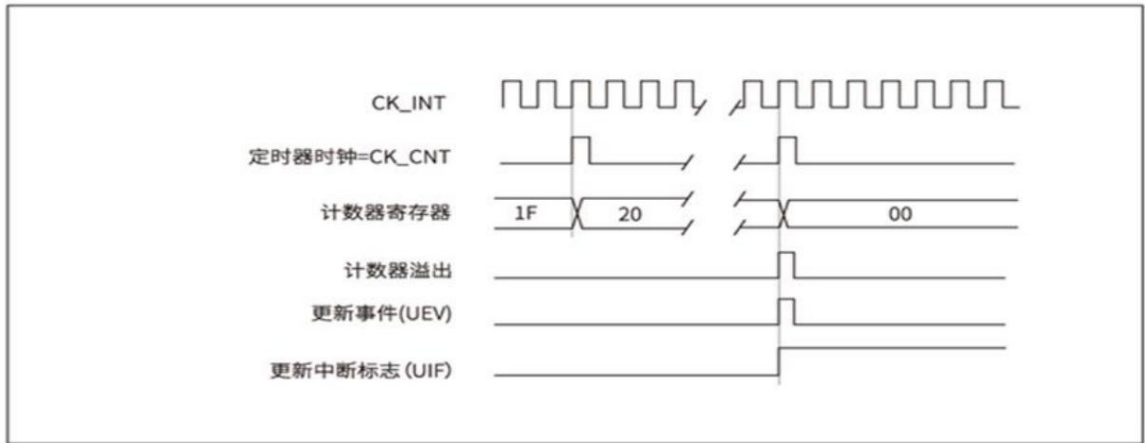 CK_INT
定时器时钟=CK_CNT
计数器寄存器 1F 20 00
计数器溢出
更新事件(UEV)
更新中断标志(UIF)